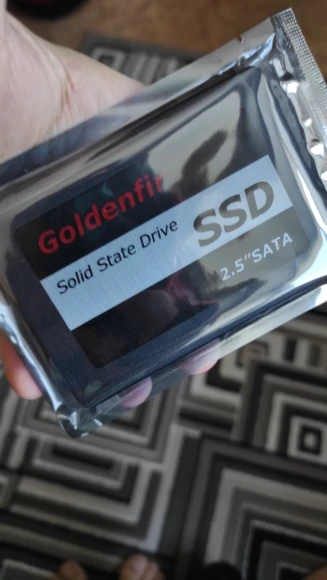 Goldenfir
Solid State Drive
SSD
2.5"SATA